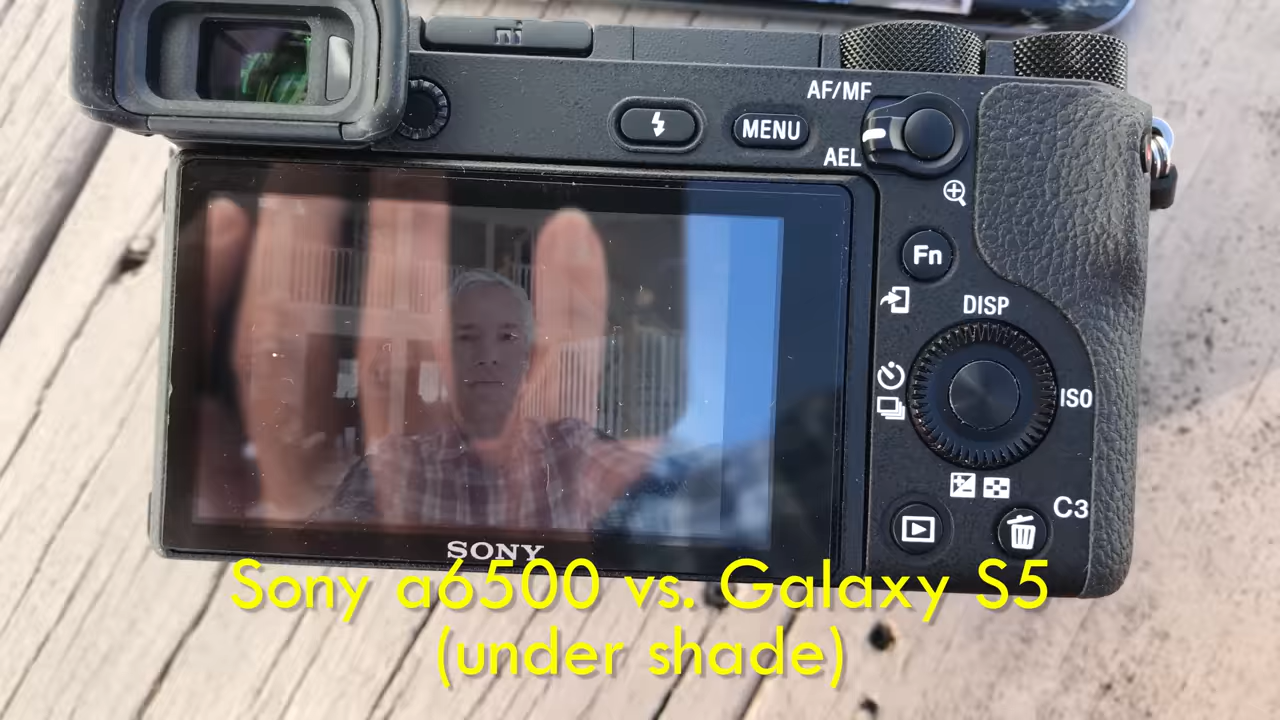 AF/MF
MENU
AEL
Fn
DISP
ISO
C3
SONY
Sony a6500 vs. Galaxy S5
(under shade)